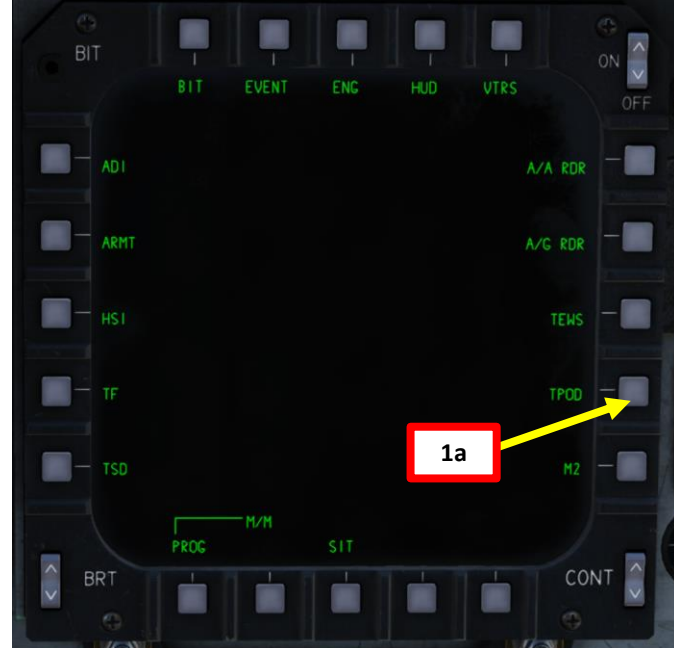 BIT
ON
OFF
BIT EVENT ENG HUD VTRS
ADI A/A RDR
ARMT A/G RDR
HSI TEWS
TF TPOD
1a
TSD M2
M/M
PROG SIT
BRT CONT